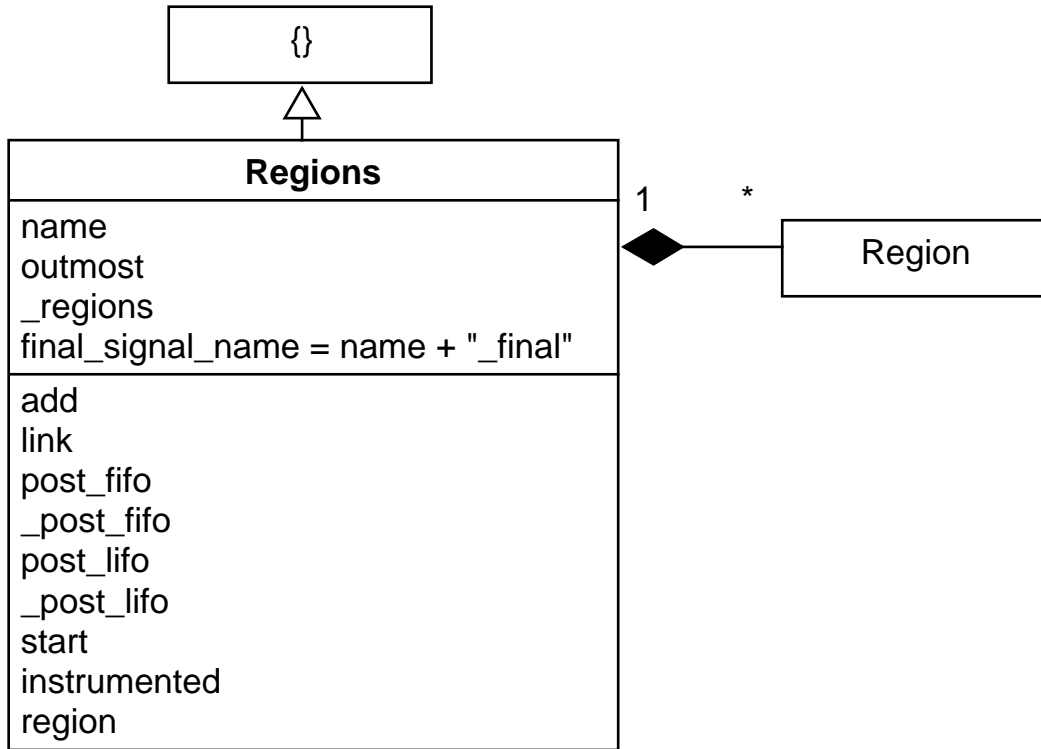 {}
Regions
name
outmost
_regions
final_signal_name = name + "_final"
add
link
post_fifo
_post_fifo
post_lifo
_post_lifo
start
instrumented
region
1 *
Region